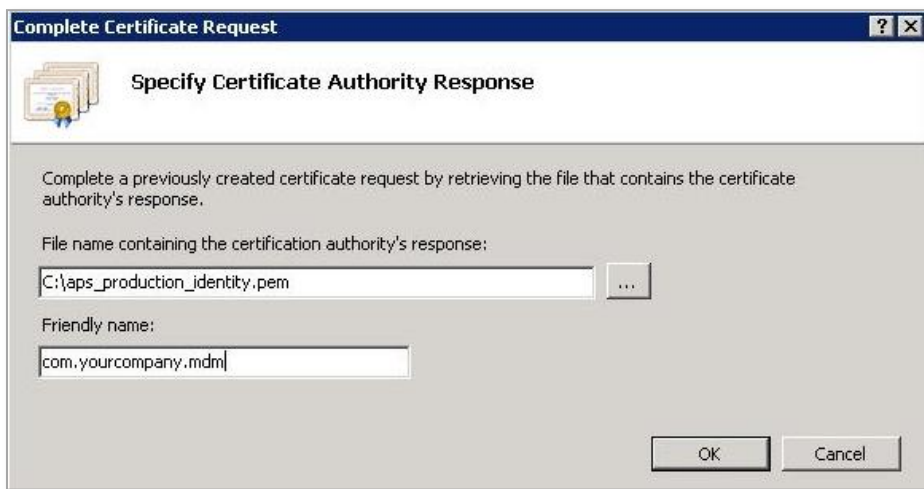 Complete Certificate Request
? X
Specify Certificate Authority Response
Complete a previously created certificate request by retrieving the file that contains the certificate
authority's response.
File name containing the certification authority's response:
C:\aps_production_identity.pem
...
Friendly name:
com.yourcompany.mdm
OK Cancel